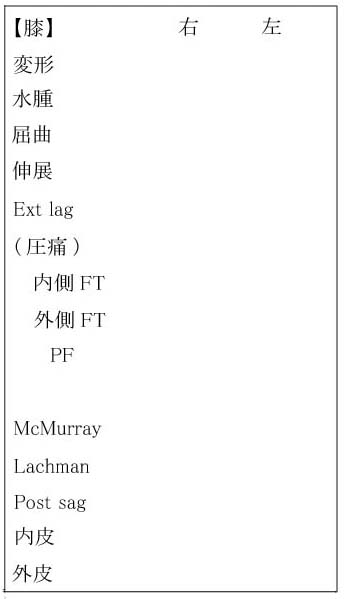 【膝】 右 左
変形
水腫
屈曲
伸展
Ext lag
(圧痛)
内側 FT
外側 FT
PF
McMurray
Lachman
Post sag
内皮
外皮